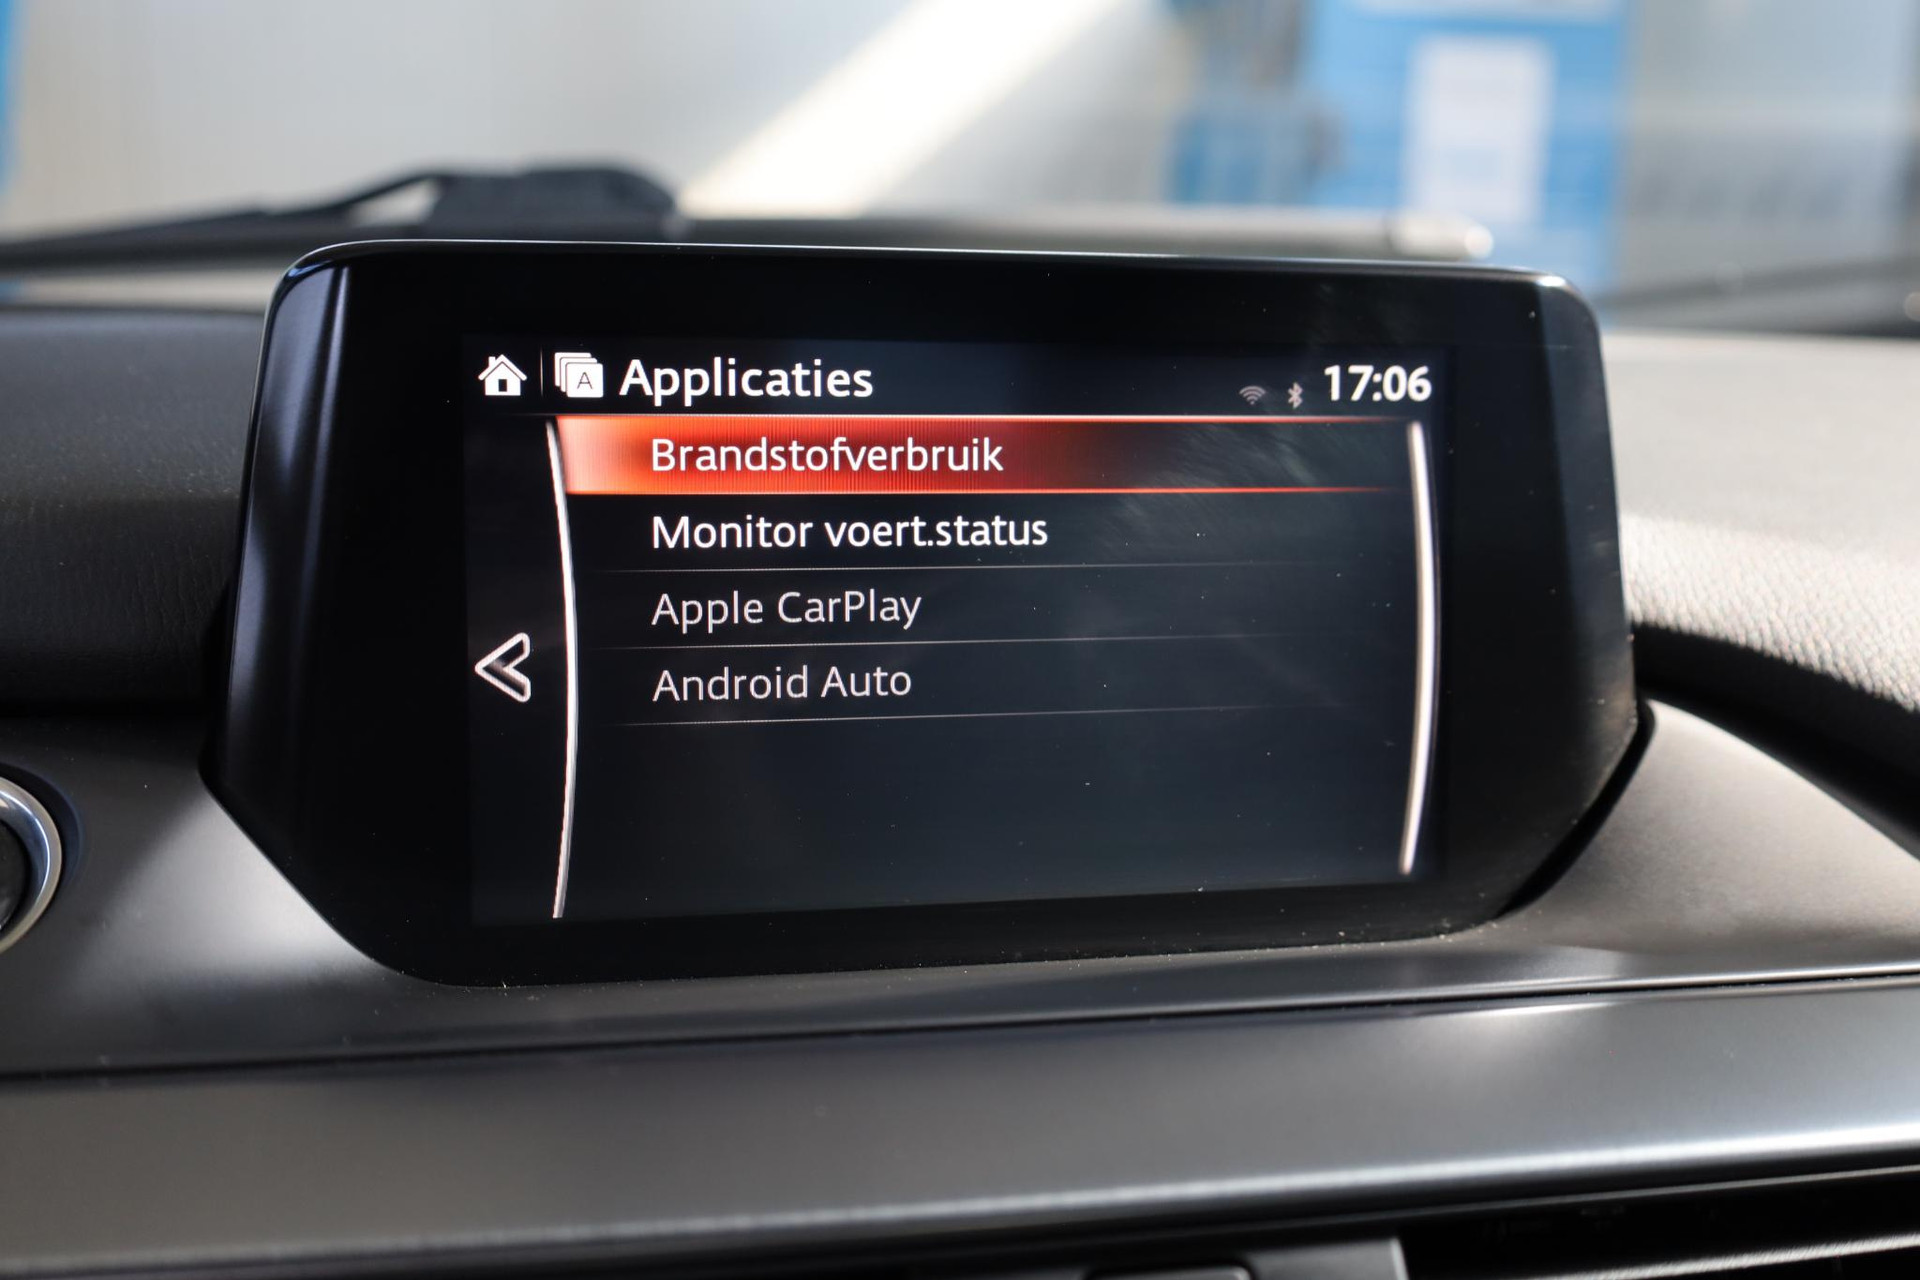 A Applicaties 17:06
Brandstofverbruik
Monitor voert.status
Apple CarPlay
Android Auto